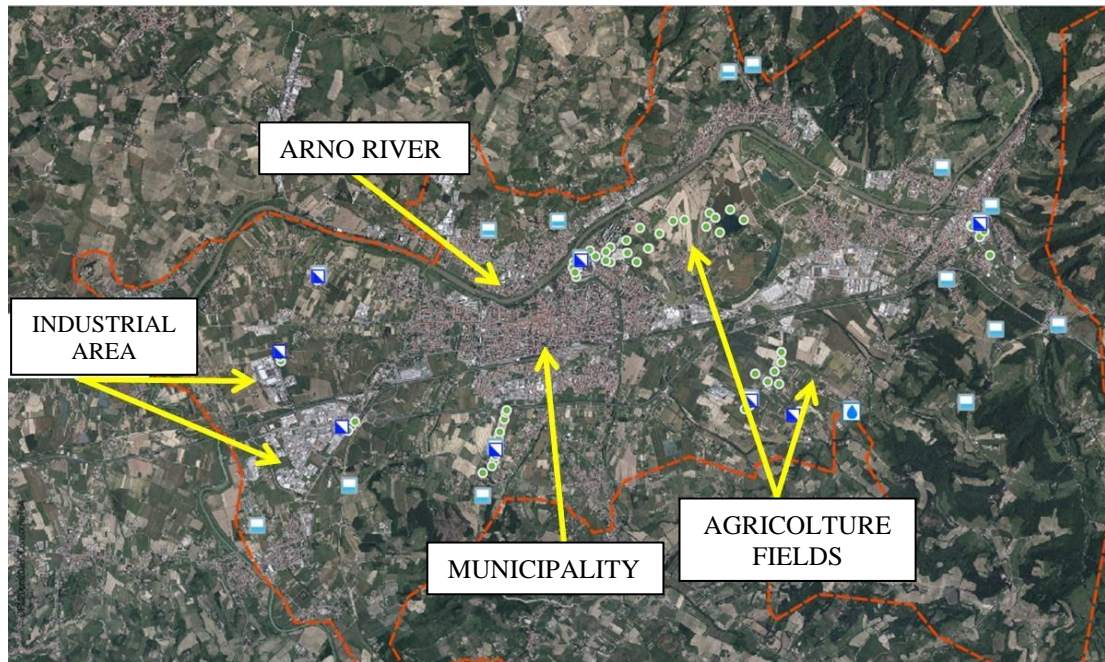 ARNO RIVER
INDUSTRIAL
AREA
MUNICIPALITY
AGRICOLTURE
FIELDS